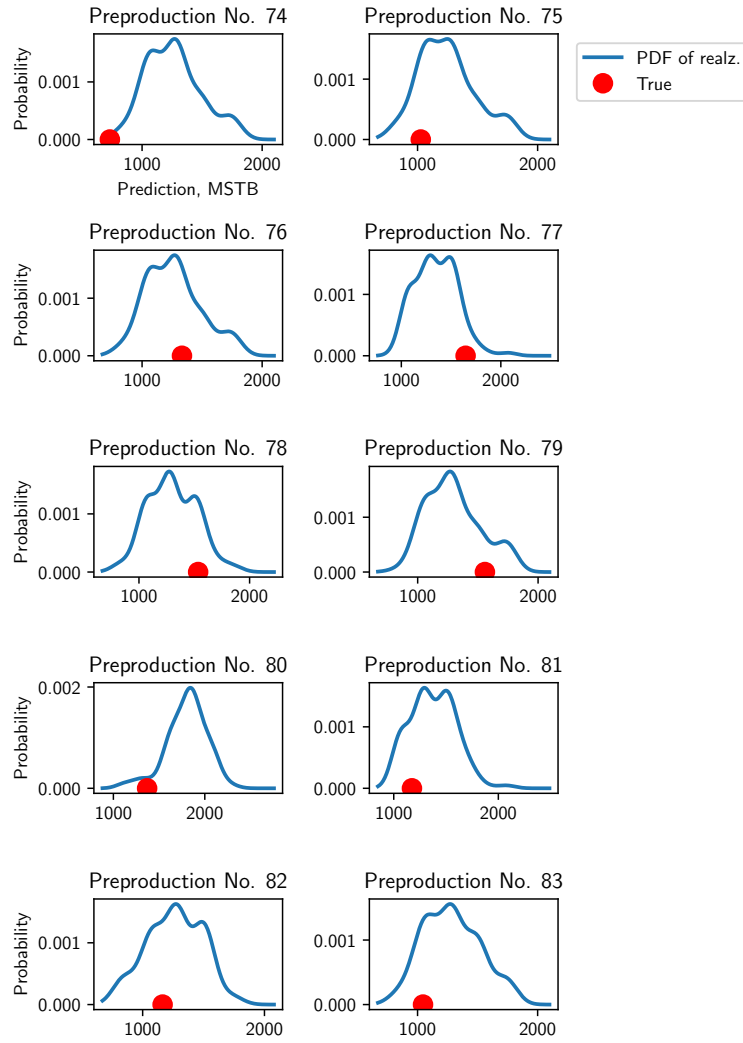 Preproduction No. 74
Preproduction No. 75
PDF of realz.
True
Probability
0.001
0.000
1000
2000
Prediction, MSTB
0.001
0.000
1000
2000
Preproduction No. 76
Preproduction No. 77
Probability
0.001
0.000
1000
2000
0.001
0.000
1000
2000
Preproduction No. 78
Preproduction No. 79
Probability
0.001
0.000
1000
2000
0.001
0.000
1000
2000
Preproduction No. 80
Preproduction No. 81
Probability
0.002
0.000
1000
2000
0.001
0.000
1000
2000
Preproduction No. 82
Preproduction No. 83
Probability
0.001
0.000
1000
2000
0.001
0.000
1000
2000